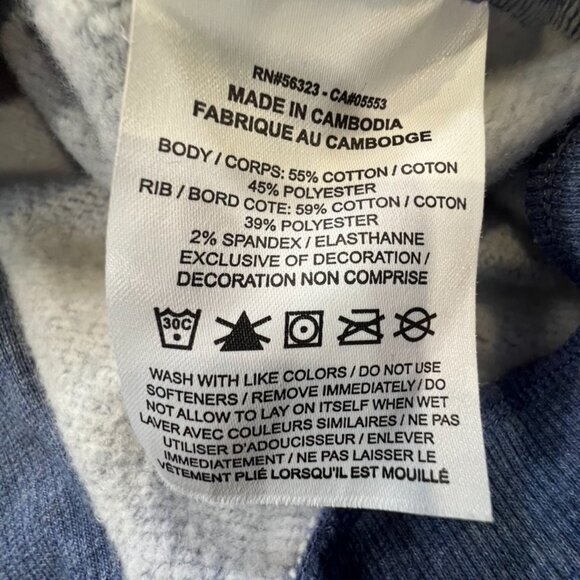 RN#56323 - CA#05553
MADE IN CAMBODIA
FABRIQUE AU CAMBODGE
BODY / CORPS: 55% COTTON / COTON
45% POLYESTER
RIB / BORD COTE: 59% COTTON / COTON
39% POLYESTER
2% SPANDEX / ELASTHANNE
EXCLUSIVE OF DECORATION /
DECORATION NON COMPRISE
30C
WASH WITH LIKE COLORS / DO NOT USE
SOFTENERS / REMOVE IMMEDIATELY / DO
NOT ALLOW TO LAY ON ITSELF WHEN WET
LAVER AVEC COULEURS SIMILAIRES / NE PAS
UTILISER D'ADOUCISSEUR / ENLEVER
IMMEDIATEMENT / NE PAS LAISSER LE
VÊTEMENT PLIÉ LORSQU'IL EST MOUILLÉ